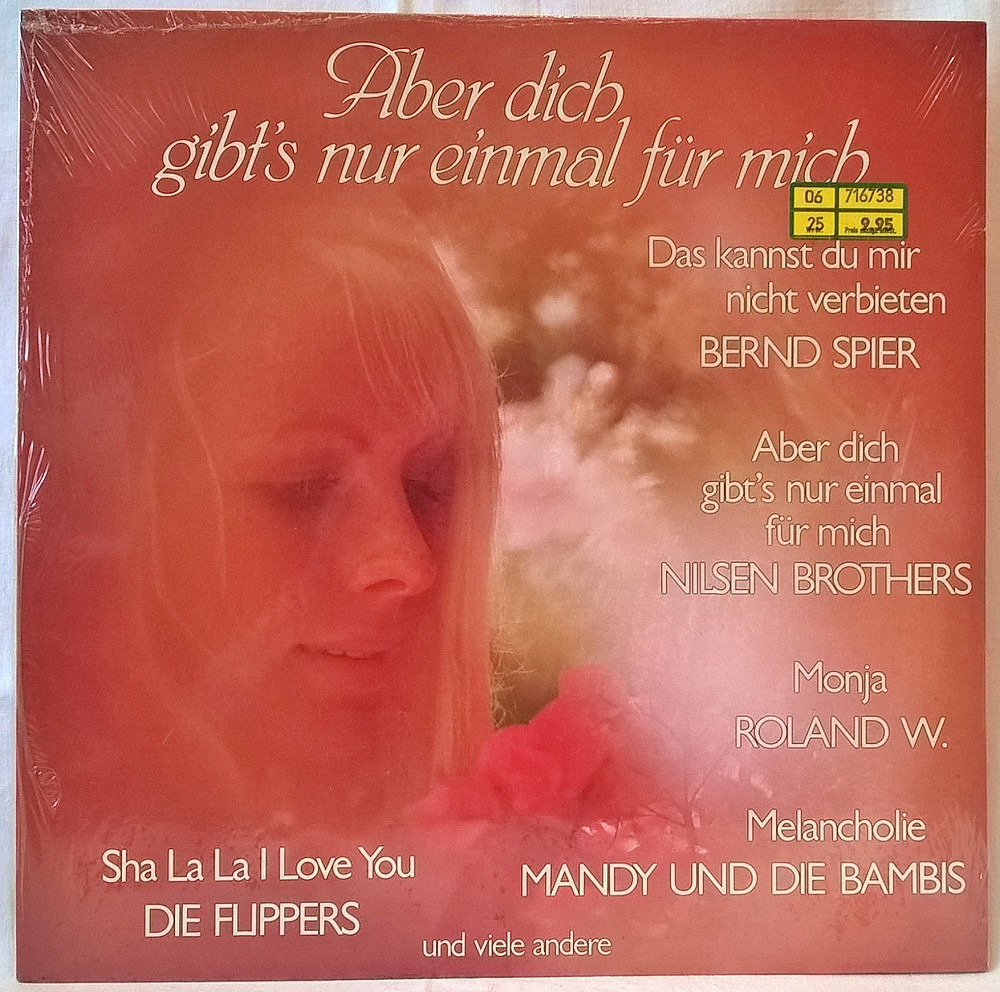 Aber dich
gibt's nur einmal für mich
06 716738
25 9.95
Das kannst du mir
nicht verbieten
BERND SPIER
Aber dich
gibt's nur einmal
für mich
NILSEN BROTHERS
Monja
ROLAND W.
Melancholie
MANDY UND DIE BAMBIS
Sha La La I Love You
DIE FLIPPERS
und viele andere